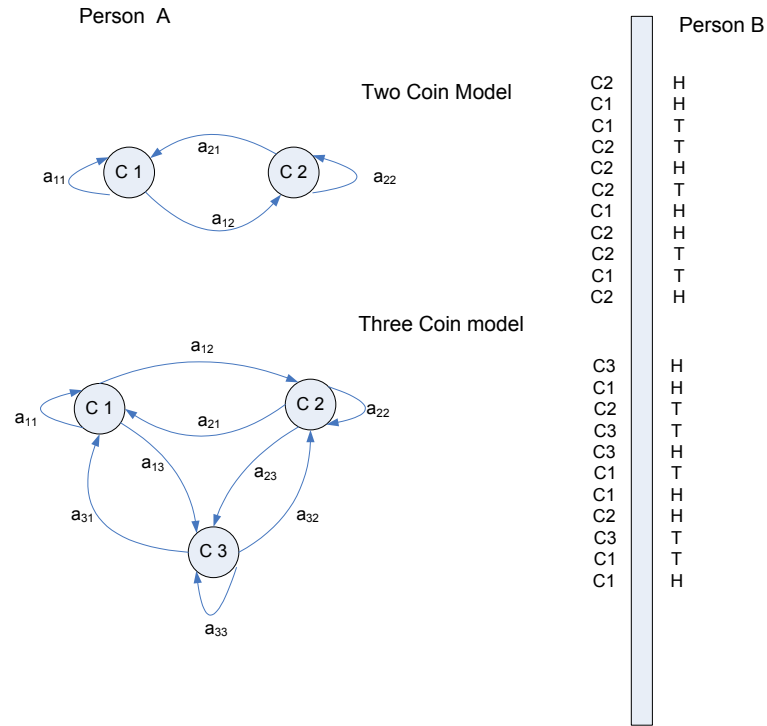 Person A
Person B
Two Coin Model
a21
C 1
C 2
a11
a22
a12
C2 H
C1 H
C1 T
C2 T
C2 H
C2 T
C1 H
C2 H
C2 T
C1 T
C2 H
Three Coin model
a12
C 1
C 2
a11
a22
a21
a13
a23
a31
a32
C 3
a33
C3 H
C1 H
C2 T
C3 T
C3 H
C1 T
C1 H
C2 H
C3 T
C1 T
C1 H